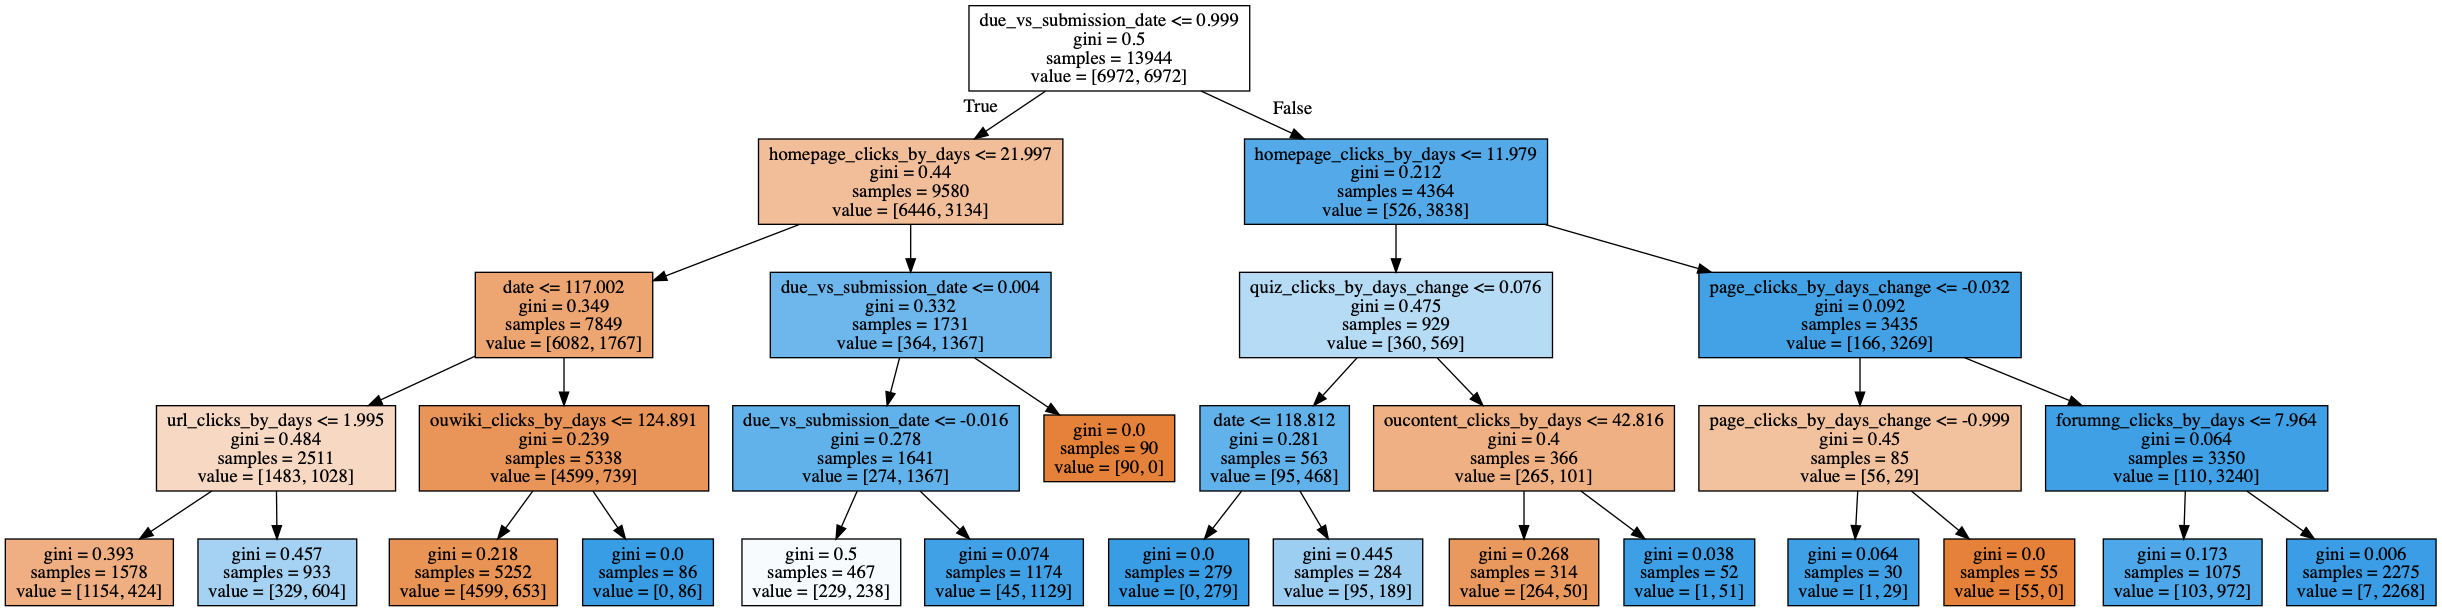 due_vs_submission_date <= 0.999
gini = 0.5
samples = 13944
value = [6972, 6972]
True
False
homepage_clicks_by_days <= 21.997
gini = 0.44
samples = 9580
value = [6446, 3134]
homepage_clicks_by_days <= 11.979
gini = 0.212
samples = 4364
value = [526, 3838]
date <= 117.002
gini = 0.349
samples = 7849
value = [6082, 1767]
due_vs_submission_date <= 0.004
gini = 0.332
samples = 1731
value = [364, 1367]
quiz_clicks_by_days_change <= 0.076
gini = 0.475
samples = 929
value = [360, 569]
page_clicks_by_days_change <= -0.032
gini = 0.092
samples = 3435
value = [166, 3269]
url_clicks_by_days <= 1.995
gini = 0.484
samples = 2511
value = [1483, 1028]
ouwiki_clicks_by_days <= 124.891
gini = 0.239
samples = 5338
value = [4599, 739]
due_vs_submission_date <= -0.016
gini = 0.278
samples = 1641
value = [274, 1367]
gini = 0.0
samples = 90
value = [90, 0]
date <= 118.812
gini = 0.281
samples = 563
value = [95, 468]
oucontent_clicks_by_days <= 42.816
gini = 0.4
samples = 366
value = [265, 101]
page_clicks_by_days_change <= -0.999
gini = 0.45
samples = 85
value = [56, 29]
forumng_clicks_by_days <= 7.964
gini = 0.064
samples = 3350
value = [110, 3240]
gini = 0.393
samples = 1578
value = [1154, 424]
gini = 0.457
samples = 933
value = [329, 604]
gini = 0.218
samples = 5252
value = [4599, 653]
gini = 0.0
samples = 86
value = [0, 86]
gini = 0.5
samples = 467
value = [229, 238]
gini = 0.074
samples = 1174
value = [45, 1129]
gini = 0.0
samples = 279
value = [0, 279]
gini = 0.445
samples = 284
value = [95, 189]
gini = 0.268
samples = 314
value = [264, 50]
gini = 0.038
samples = 52
value = [1, 51]
gini = 0.064
samples = 30
value = [1, 29]
gini = 0.0
samples = 55
value = [55, 0]
gini = 0.173
samples = 1075
value = [103, 972]
gini = 0.006
samples = 2275
value = [7, 2268]